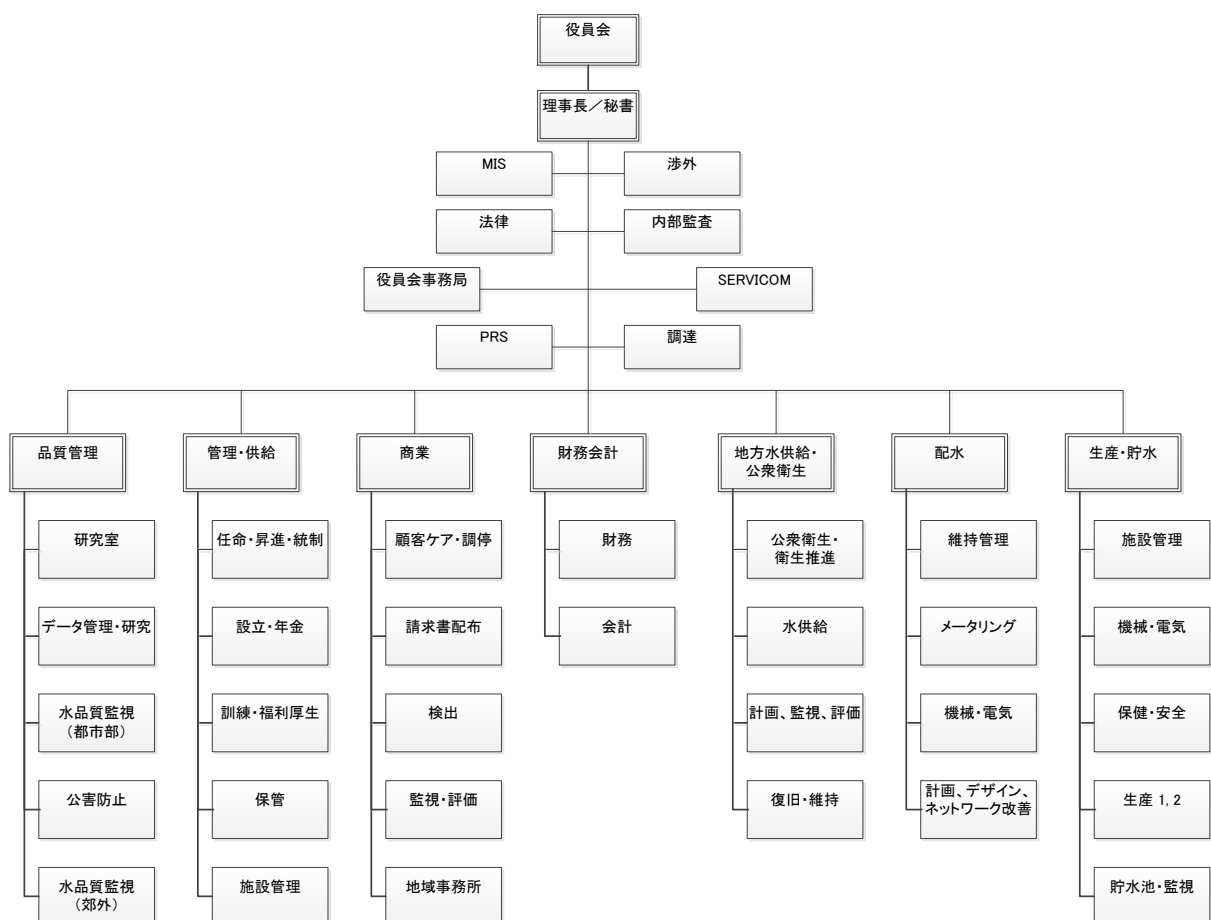 役員会
理事長／秘書
MIS
渉外
法律
内部監査
役員会事務局
SERVICOM
PRS
調達
品質管理
管理・供給
商業
財務会計
地方水供給・
公衆衛生
配水
生産・貯水
研究室
任命・昇進・統制
顧客ケア・調停
財務
公衆衛生・
衛生推進
維持管理
施設管理
データ管理・研究
設立・年金
請求書配布
会計
水供給
メータリング
機械・電気
水品質監視
（都市部）
訓練・福利厚生
検出
計画、監視、評価
機械・電気
保健・安全
公害防止
保管
監視・評価
復旧・維持
計画、デザイン、
ネットワーク改善
生産 1, 2
水品質監視
（郊外）
施設管理
地域事務所
貯水池・監視